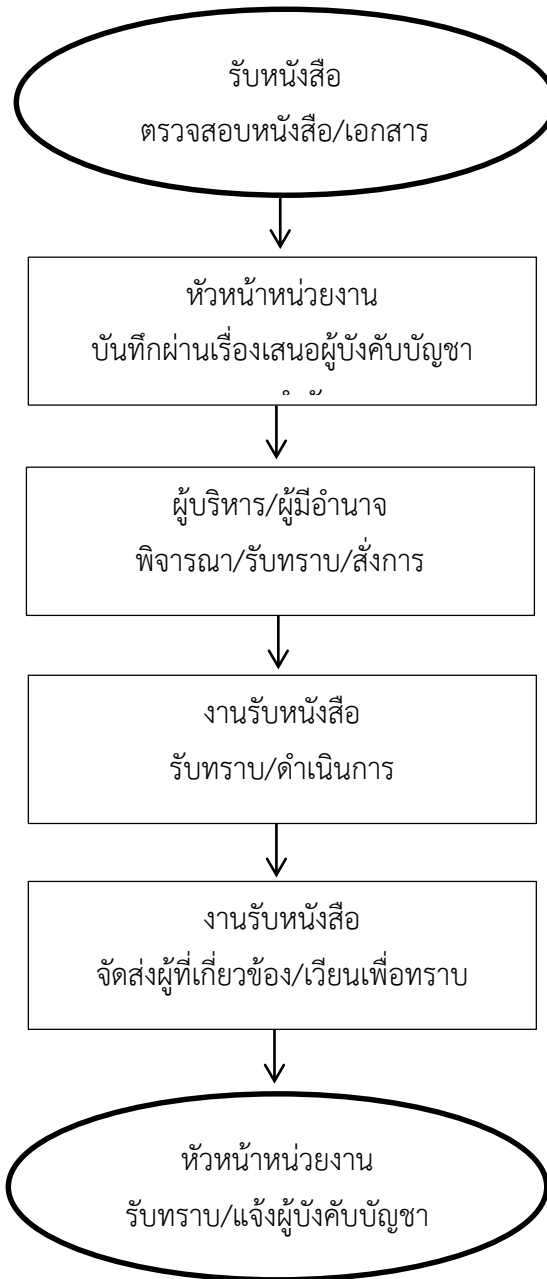 รับหนังสือ
ตรวจสอบหนังสือ/เอกสาร
หัวหน้าหน่วยงาน
บันทึกผ่านเรื่องเสนอผู้บังคับบัญชา
ผู้บริหาร/ผู้มีอำนาจ
พิจารณา/รับทราบ/สั่งการ
งานรับหนังสือ
รับทราบ/ดำเนินการ
งานรับหนังสือ
จัดส่งผู้ที่เกี่ยวข้อง/เวียนเพื่อทราบ
หัวหน้าหน่วยงาน
รับทราบ/แจ้งผู้บังคับบัญชา